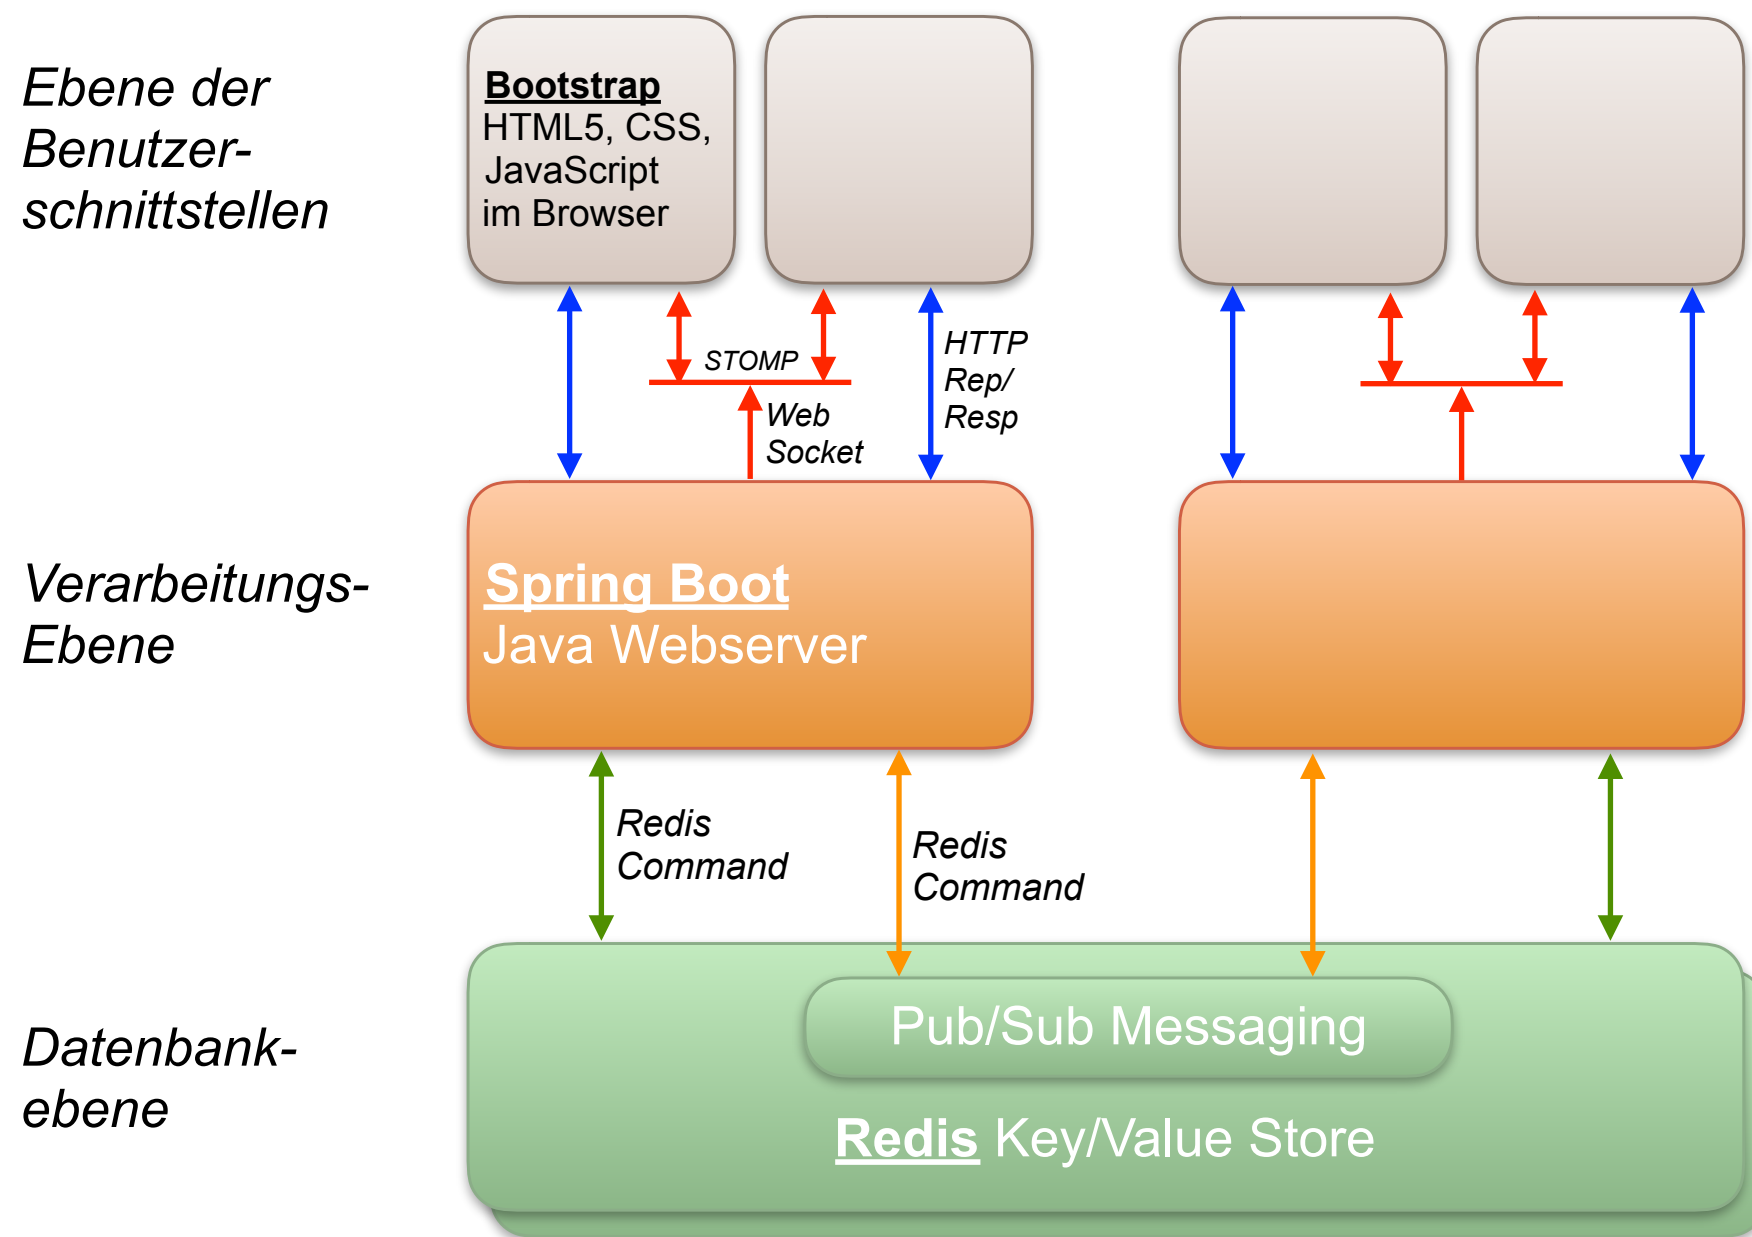 Ebene der
Benutzer-
schnittstellen
Bootstrap
HTML5, CSS,
JavaScript
im Browser
STOMP
Web
Socket
HTTP
Rep/
Resp
Verarbeitungs-
Ebene
Spring Boot
Java Webserver
Redis
Command
Redis
Command
Datenbank-
ebene
Pub/Sub Messaging
Redis Key/Value Store